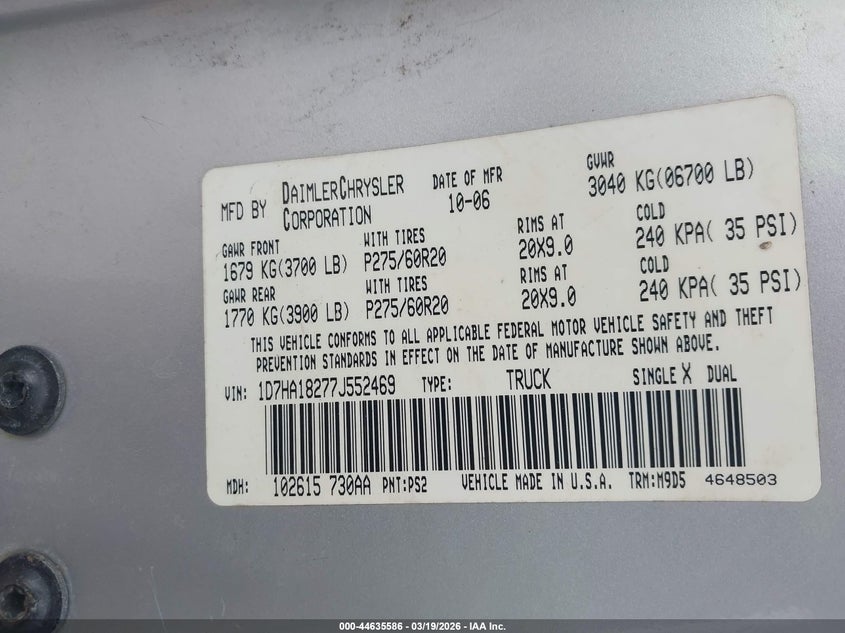 MFD BY DAIMLERCHRYSLER CORPORATION DATE OF MFR 10-06 GVWR 3040 KG(06700 LB)
GAWR FRONT WITH TIRES RIMS AT COLD
1679 KG(3700 LB) P275/60R20 20X9.0 240 KPA( 35 PSI)
GAWR REAR WITH TIRES RIMS AT COLD
1770 KG(3900 LB) P275/60R20 20X9.0 240 KPA( 35 PSI)
THIS VEHICLE CONFORMS TO ALL APPLICABLE FEDERAL MOTOR VEHICLE SAFETY AND THEFT
PREVENTION STANDARDS IN EFFECT ON THE DATE OF MANUFACTURE SHOWN ABOVE.
VIN: 1D7HA18277J552469 TYPE: TRUCK SINGLE X DUAL
MDH: 102615 730AA PNT:PS2 VEHICLE MADE IN U.S.A. TRM:M9D5 4648503
000-44635586 - 03/19/2026 - IAA Inc.